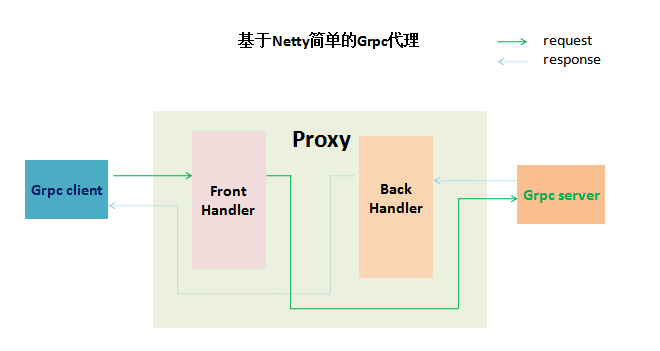 基于Netty简单的Grpc代理
request
response
Proxy
Grpc client
Front
Handler
Back
Handler
Grpc server